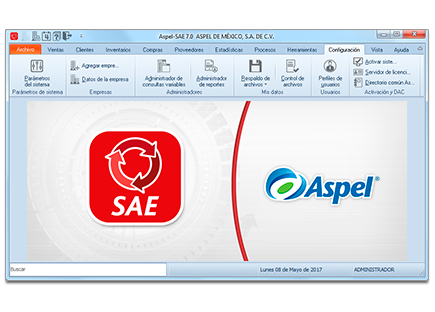 Aspel-SAE 7.0 ASPEL DE MÉXICO, S.A. DE C.V.
Archivo Ventas Clientes Inventarios Compras Proveedores Estadísticas Procesos Herramientas Configuración Vista Ayuda
Parámetros del sistema
Parámetros de sistema
Agregar empre...
Datos de la empresa
Empresas
Administrador de consultas variables
Administrador de reportes
Administradores
Respaldo de archivos
Control de archivos
Mis datos
Perfiles de usuarios
Usuarios
Activar siste...
Servidor de licenci...
Directorio común As...
Activación y DAC
SAE
Aspel®
Buscar
Lunes 08 de Mayo de 2017
ADMINISTRADOR